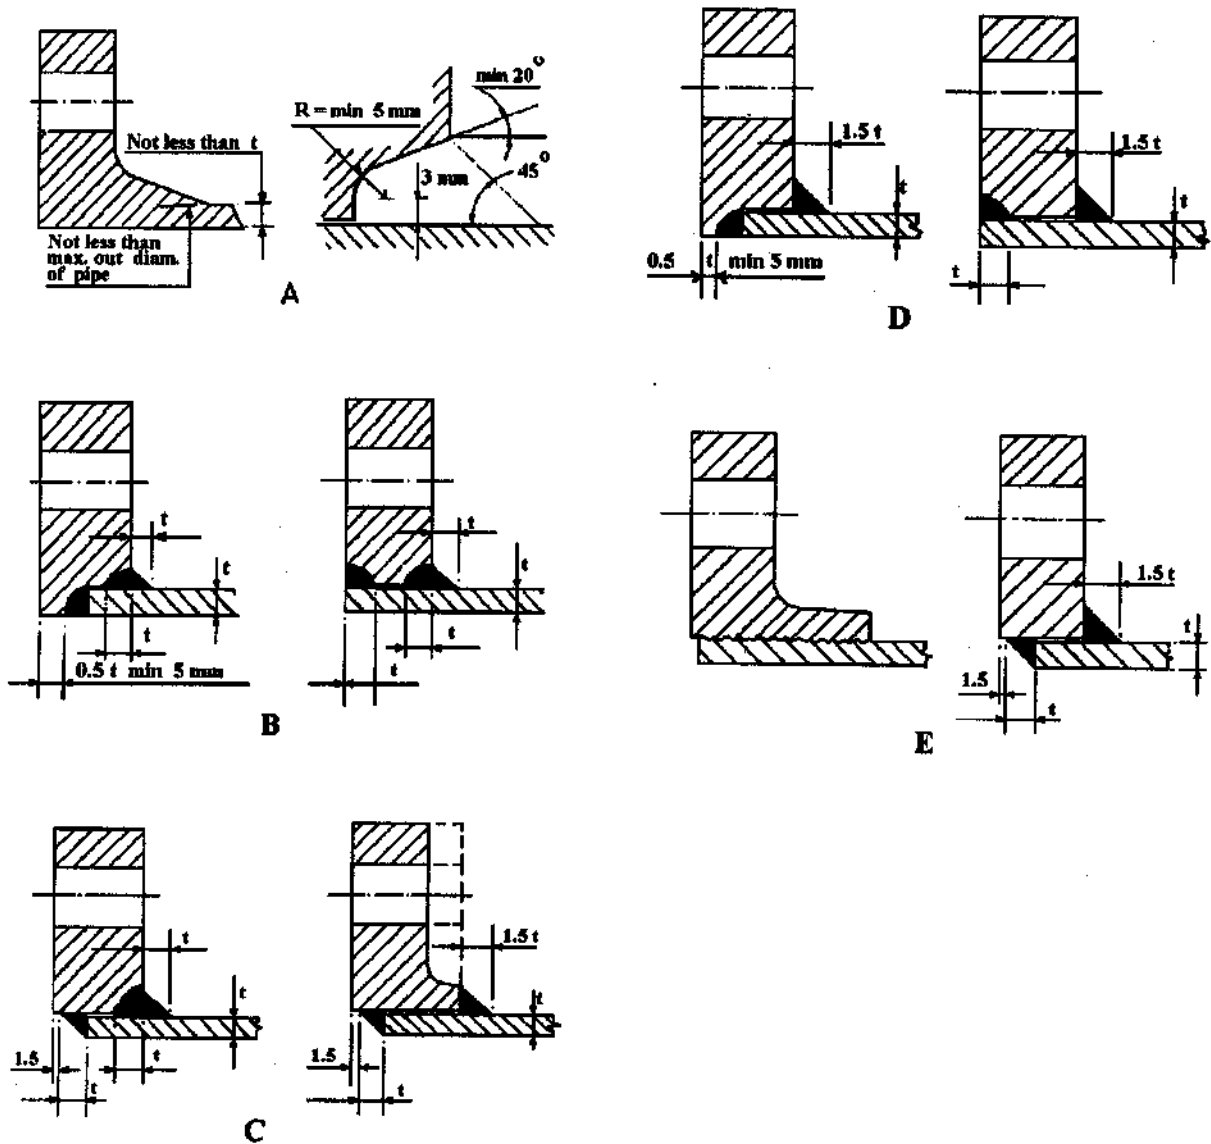 Not less than t
Not less than
max. out diam.
of pipe
R = min 5 mm
min 20°
3 mm
45°
A
1.5 t
t
0.5 t min 5 mm
1.5 t
t
t
D
t
t
t
0.5 t min 5 mm
t
t
t
t
B
1.5 t
t
1.5
t
E
t
t
1.5
t
t
1.5 t
t
1.5
t
C